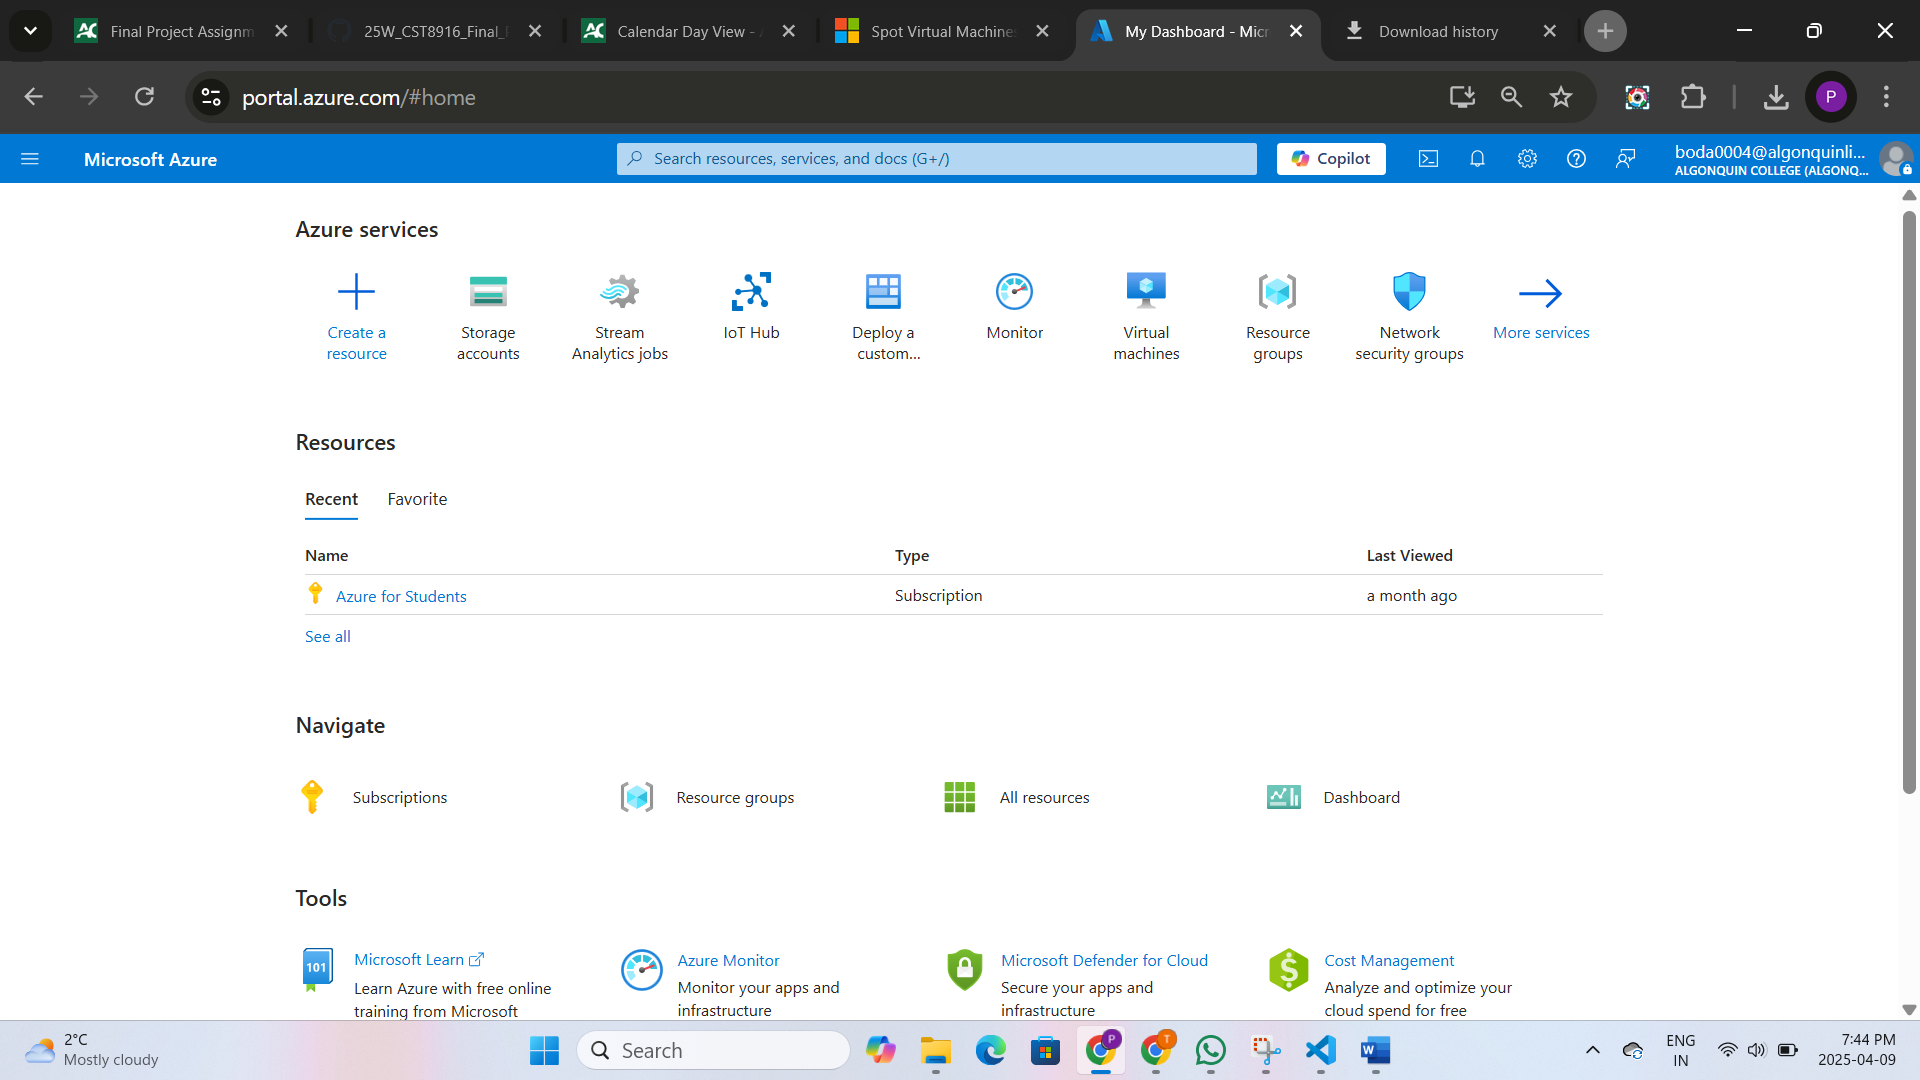 Final Project Assignm
25W_CST8916_Final_
Calendar Day View -
Spot Virtual Machine
My Dashboard - Micr
Download history
portal.azure.com/#home
P
Microsoft Azure
Search resources, services, and docs (G+/)
Copilot
boda0004@algonquinli...
ALGONQUIN COLLEGE (ALGONQ...
Azure services
Create a resource
Storage accounts
Stream Analytics jobs
IoT Hub
Deploy a custom...
Monitor
Virtual machines
Resource groups
Network security groups
More services
Resources
Recent
Favorite
Name
Type
Last Viewed
Azure for Students
Subscription
a month ago
See all
Navigate
Subscriptions
Resource groups
All resources
Dashboard
Tools
101
Microsoft Learn
Learn Azure with free online
training from Microsoft
Azure Monitor
Monitor your apps and
infrastructure
Microsoft Defender for Cloud
Secure your apps and
infrastructure
Cost Management
Analyze and optimize your
cloud spend for free
2°C
Mostly cloudy
Search
P
T
ENG
IN
7:44 PM
2025-04-09